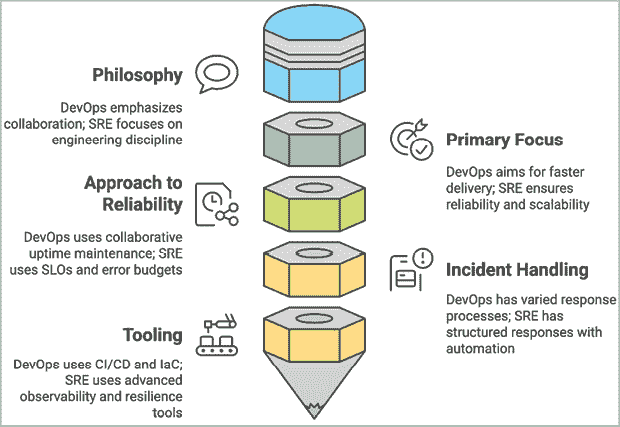 Philosophy
DevOps emphasizes
collaboration; SRE focuses on
engineering discipline
Primary Focus
DevOps aims for faster
delivery; SRE ensures
reliability and scalability
Approach to
Reliability
DevOps uses collaborative
uptime maintenance; SRE
uses SLOs and error budgets
Incident Handling
DevOps has varied response
processes; SRE has
structured responses with
automation
Tooling
DevOps uses CI/CD and IaC;
SRE uses advanced
observability and resilience
tools